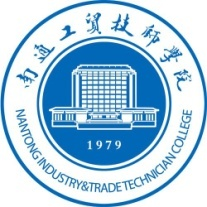 南通工贸技师学院
1979
NANTONG INDUSTRY&TRADE TECHNICIAN COLLEGE